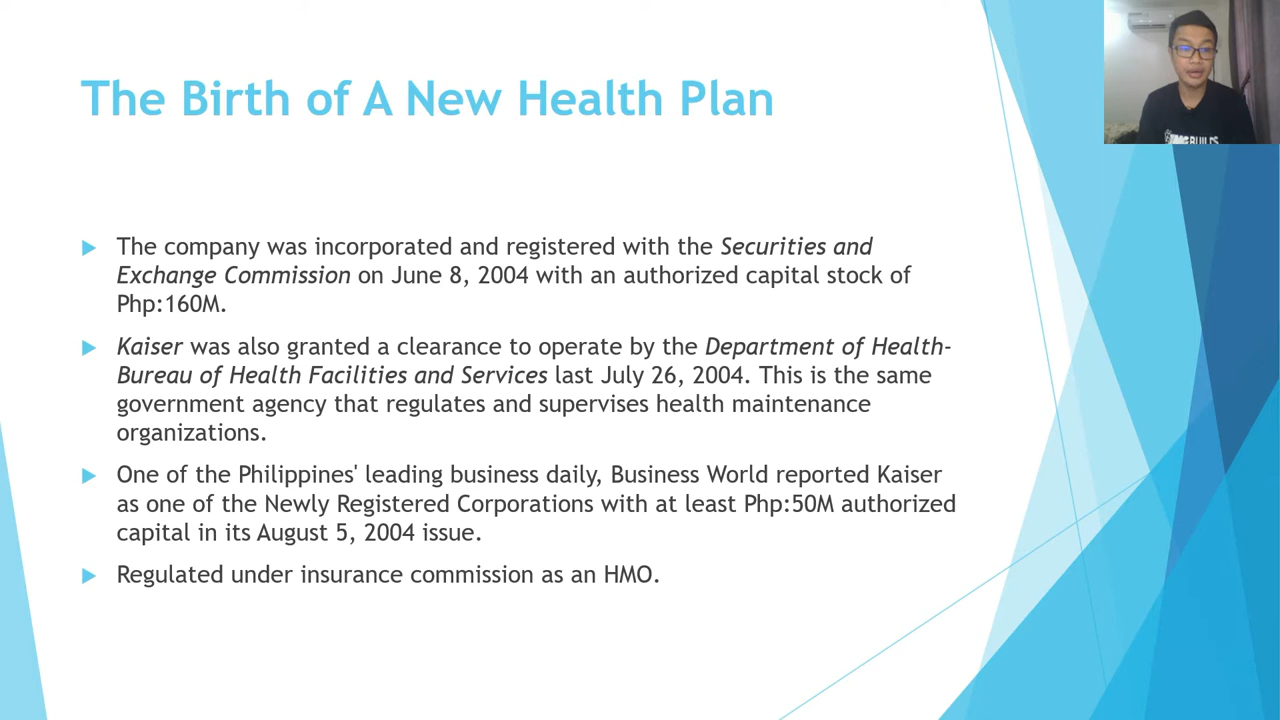 The Birth of A New Health Plan
The company was incorporated and registered with the Securities and
Exchange Commission on June 8, 2004 with an authorized capital stock of
Php:160M.
Kaiser was also granted a clearance to operate by the Department of Health-
Bureau of Health Facilities and Services last July 26, 2004. This is the same
government agency that regulates and supervises health maintenance
organizations.
One of the Philippines' leading business daily, Business World reported Kaiser
as one of the Newly Registered Corporations with at least Php:50M authorized
capital in its August 5, 2004 issue.
Regulated under insurance commission as an HMO.